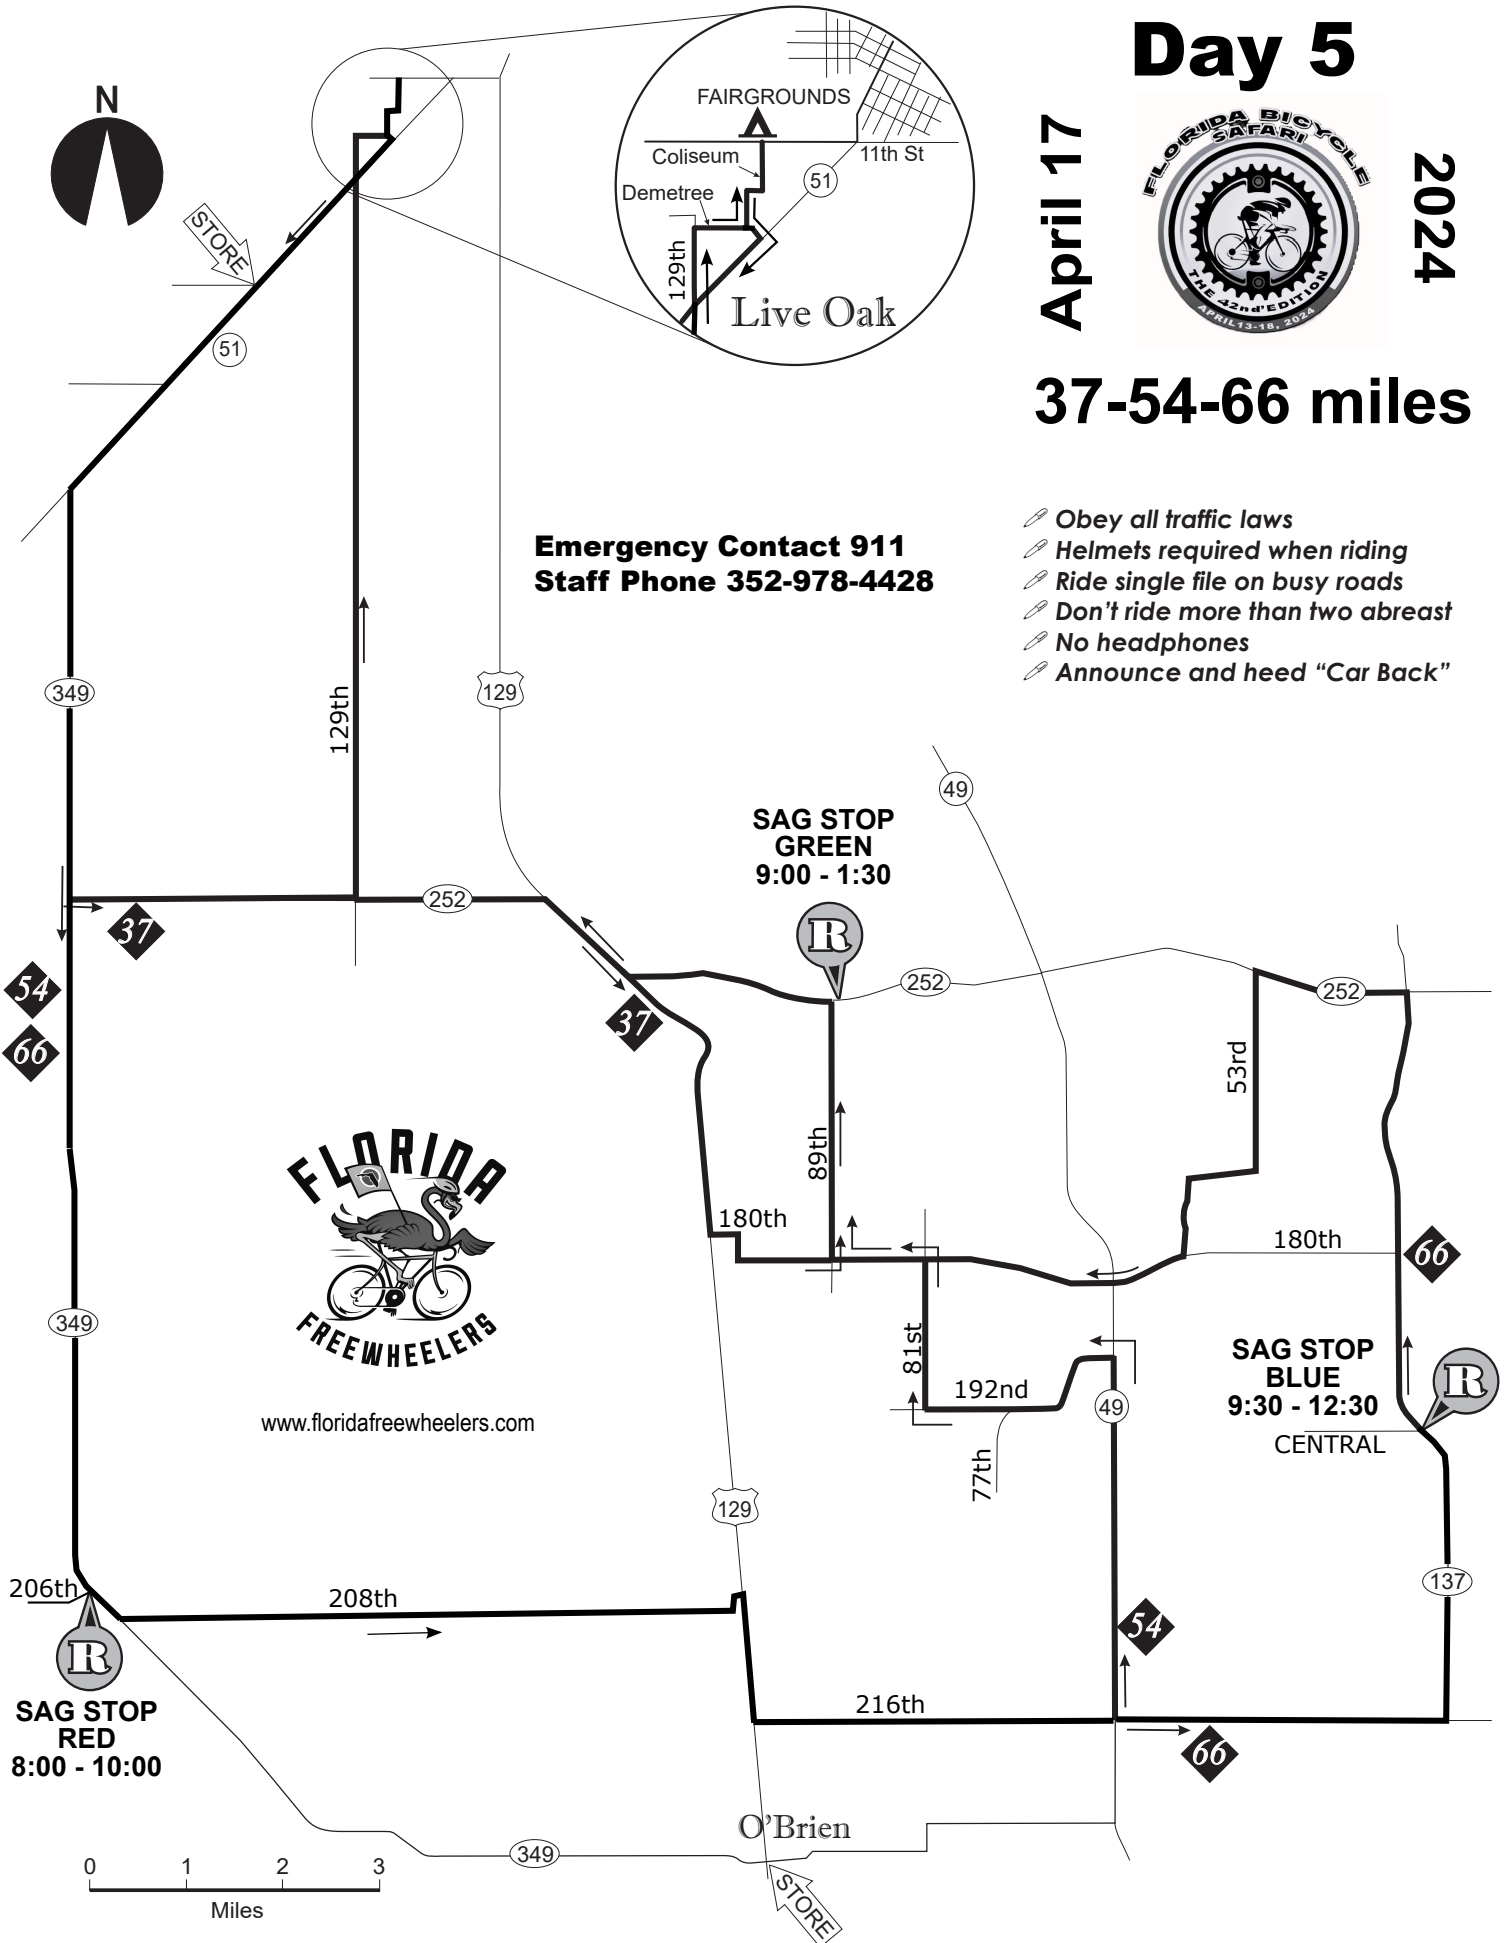 Day 5
April 17
2024
FLORIDA BICYCLE
SAFARI
THE 42nd EDITION
APRIL 13-18, 2024
37-54-66 miles
N
FAIRGROUNDS
Coliseum
11th St
51
Demetree
129th
Live Oak
STORE
51
Obey all traffic laws
Helmets required when riding
Ride single file on busy roads
Don't ride more than two abreast
No headphones
Announce and heed “Car Back”
Emergency Contact 911
Staff Phone 352-978-4428
349
129th
129
49
SAG STOP
GREEN
9:00 - 1:30
R
252
37
54
66
37
252
252
53rd
89th
180th
180th
66
FLORIDA
FREEWHEELERS
www.floridafreewheelers.com
349
81st
192nd
77th
49
SAG STOP
BLUE
9:30 - 12:30
R
CENTRAL
129
137
206th
208th
R
SAG STOP
RED
8:00 - 10:00
54
216th
66
O’Brien
349
STORE
0 1 2 3
Miles